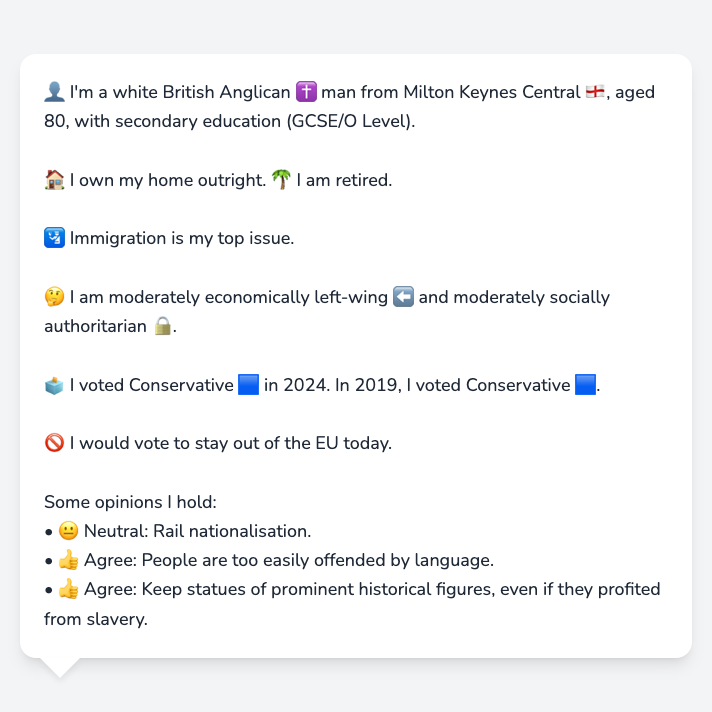 👤 I'm a white British Anglican ✝️ man from Milton Keynes Central 🏴󠁧󠁢󠁥󠁮󠁧󠁿, aged
80, with secondary education (GCSE/O Level).
🏠 I own my home outright. 🌴 I am retired.
🛂 Immigration is my top issue.
🤔 I am moderately economically left-wing ⬅️ and moderately socially
authoritarian 🔒.
🗳️ I voted Conservative 🟦 in 2024. In 2019, I voted Conservative 🟦.
🚫 I would vote to stay out of the EU today.
Some opinions I hold:
• 😐 Neutral: Rail nationalisation.
• 👍 Agree: People are too easily offended by language.
• 👍 Agree: Keep statues of prominent historical figures, even if they profited
from slavery.